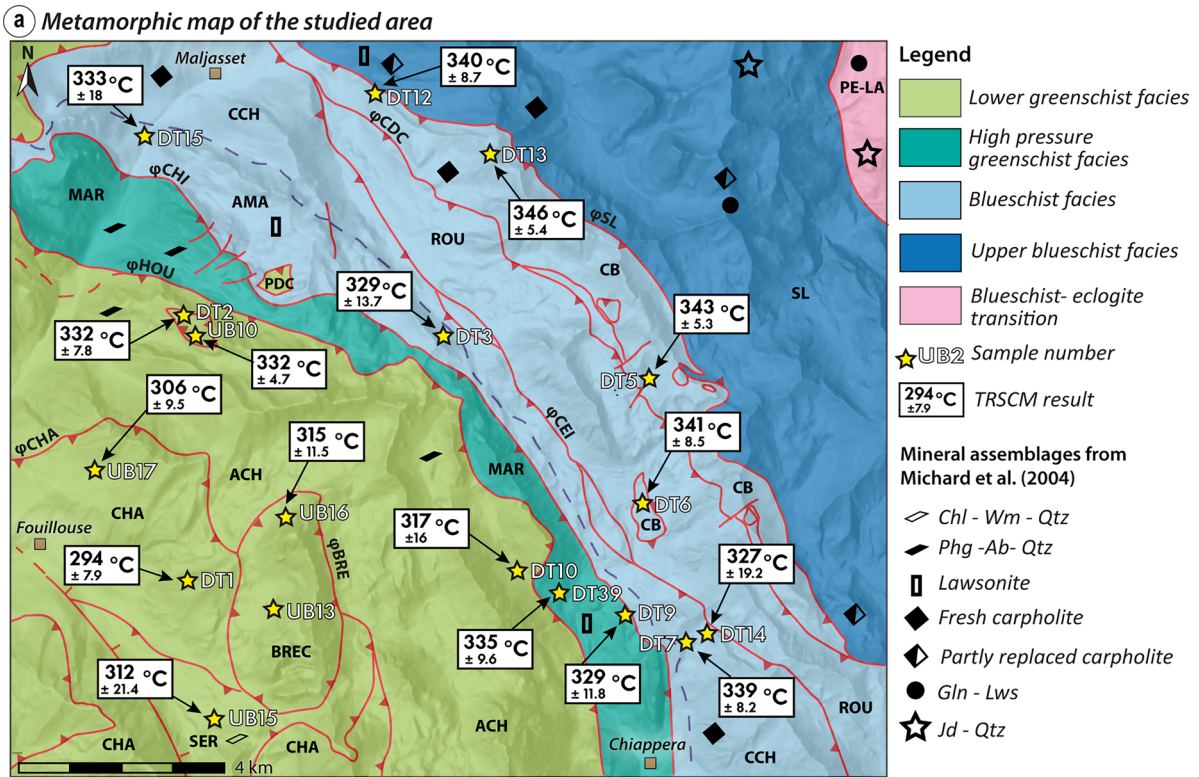 a Metamorphic map of the studied area
N
Maljasset
333 °C
± 18
340 °C
± 8.7
DT12
PE-LA
CCH
φCDC
DT15
DT13
φCHI
MAR
AMA
346 °C
± 5.4
φSL
ROU
φHOU
PDC
CB
SL
329 °C
± 13.7
343 °C
± 5.3
DT2
UB10
332 °C
± 7.8
DT3
332 °C
± 4.7
DT5
306 °C
± 9.5
φCEI
341 °C
± 8.5
φCHA
315 °C
± 11.5
UB17
ACH
MAR
CB
CHA
UB16
DT6
CB
Fouillouse
317 °C
±16
φBRE
327 °C
± 19.2
294 °C
± 7.9
DT1
DT10
DT39
UB13
DT9
DT14
DT7
BREC
335 °C
± 9.6
329 °C
± 11.8
312 °C
± 21.4
339 °C
± 8.2
UB15
ACH
ROU
CHA
SER
CHA
Chiappera
CCH
4 km
Legend
Lower greenschist facies
High pressure
greenschist facies
Blueschist facies
Upper blueschist facies
Blueschist- eclogite
transition
UB2 Sample number
294 °C
±7.9
TRSCM result
Mineral assemblages from
Michard et al. (2004)
Chl - Wm - Qtz
Phg -Ab- Qtz
Lawsonite
Fresh carpholite
Partly replaced carpholite
Gln - Lws
Jd - Qtz